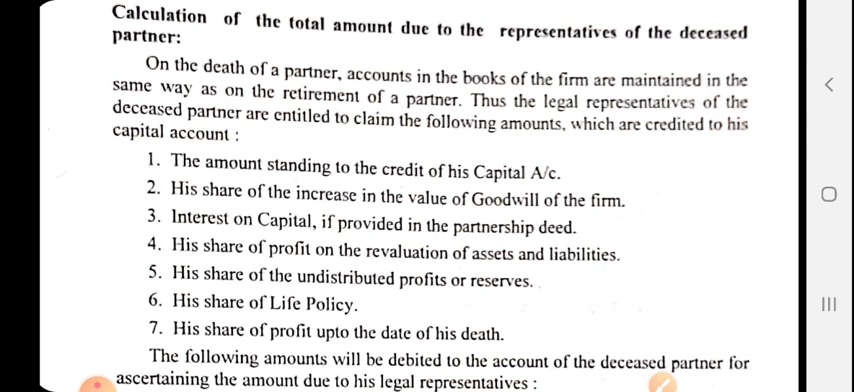 Calculation of the total amount due to the representatives of the deceased
partner:
On the death of a partner, accounts in the books of the firm are maintained in the
same way as on the retirement of a partner. Thus the legal representatives of the
deceased partner are entitled to claim the following amounts, which are credited to his
capital account :
1. The amount standing to the credit of his Capital A/c.
2. His share of the increase in the value of Goodwill of the firm.
3. Interest on Capital, if provided in the partnership deed.
4. His share of profit on the revaluation of assets and liabilities.
5. His share of the undistributed profits or reserves.
6. His share of Life Policy.
7. His share of profit upto the date of his death.
The following amounts will be debited to the account of the deceased partner for
ascertaining the amount due to his legal representatives :